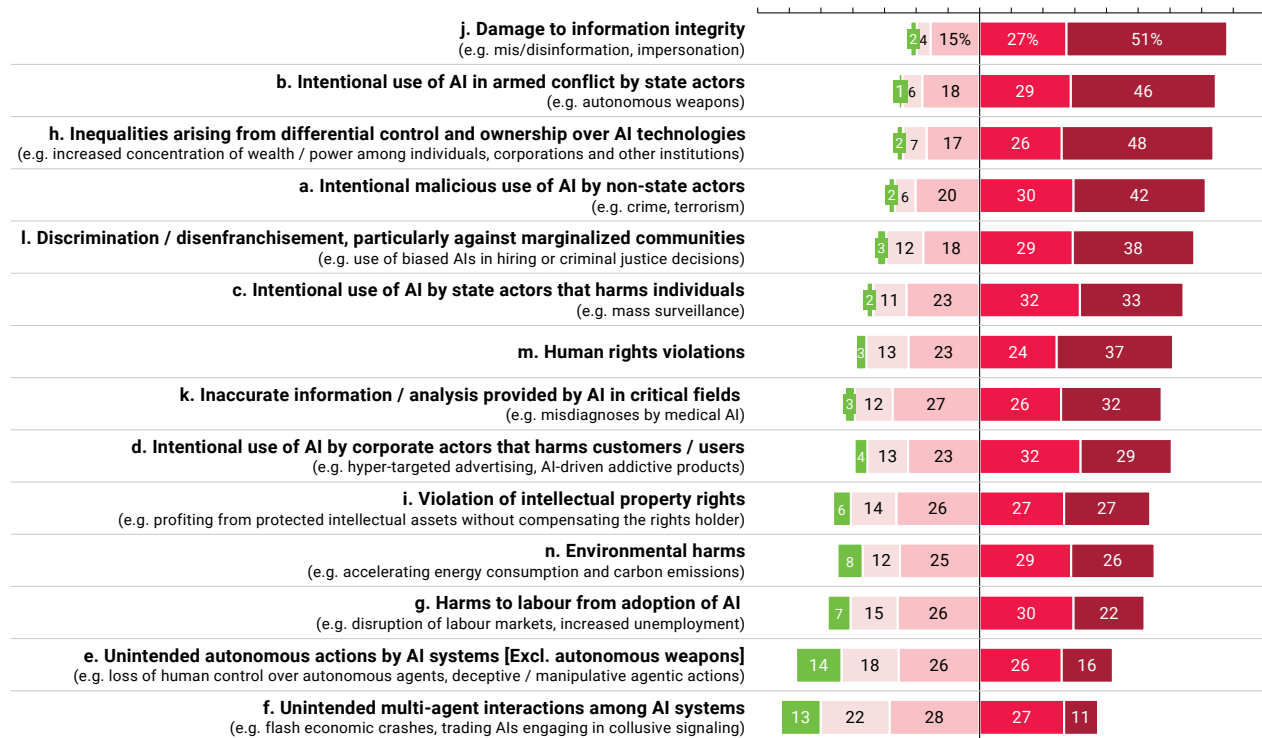 j. Damage to information integrity
(e.g. mis/disinformation, impersonation)
2 4 15% 27% 51%
b. Intentional use of AI in armed conflict by state actors
(e.g. autonomous weapons)
1 6 18 29 46
h. Inequalities arising from differential control and ownership over AI technologies
(e.g. increased concentration of wealth / power among individuals, corporations and other institutions)
2 7 17 26 48
a. Intentional malicious use of AI by non-state actors
(e.g. crime, terrorism)
2 6 20 30 42
l. Discrimination / disenfranchisement, particularly against marginalized communities
(e.g. use of biased AIs in hiring or criminal justice decisions)
3 12 18 29 38
c. Intentional use of AI by state actors that harms individuals
(e.g. mass surveillance)
2 11 23 32 33
m. Human rights violations
3 13 23 24 37
k. Inaccurate information / analysis provided by AI in critical fields
(e.g. misdiagnoses by medical AI)
3 12 27 26 32
d. Intentional use of AI by corporate actors that harms customers / users
(e.g. hyper-targeted advertising, AI-driven addictive products)
4 13 23 32 29
i. Violation of intellectual property rights
(e.g. profiting from protected intellectual assets without compensating the rights holder)
6 14 26 27 27
n. Environmental harms
(e.g. accelerating energy consumption and carbon emissions)
8 12 25 29 26
g. Harms to labour from adoption of AI
(e.g. disruption of labour markets, increased unemployment)
7 15 26 30 22
e. Unintended autonomous actions by AI systems [Excl. autonomous weapons]
(e.g. loss of human control over autonomous agents, deceptive / manipulative agentic actions)
14 18 26 26 16
f. Unintended multi-agent interactions among AI systems
(e.g. flash economic crashes, trading AIs engaging in collusive signaling)
13 22 28 27 11